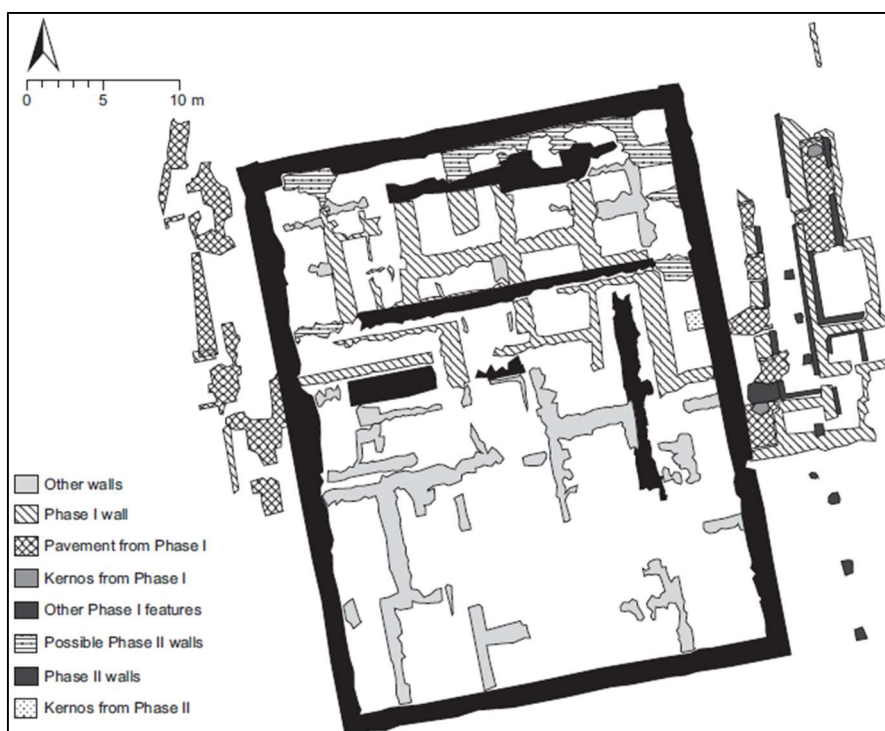 0 5 10 m
Other walls
Phase I wall
Pavement from Phase I
Kernos from Phase I
Other Phase I features
Possible Phase II walls
Phase II walls
Kernos from Phase II